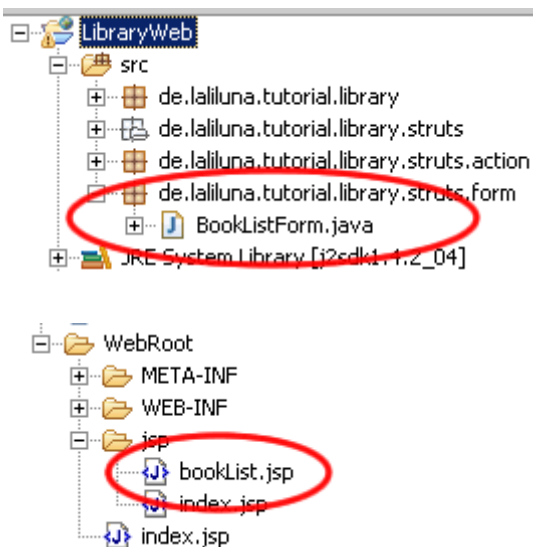 LibraryWeb
src
de.laliluna.tutorial.library
de.laliluna.tutorial.library.struts
de.laliluna.tutorial.library.struts.action
de.laliluna.tutorial.library.struts.form
BookListForm.java
JRE System Library [j2sdk1.4.2_04]
WebRoot
META-INF
WEB-INF
jsp
bookList.jsp
index.jsp
index.jsp